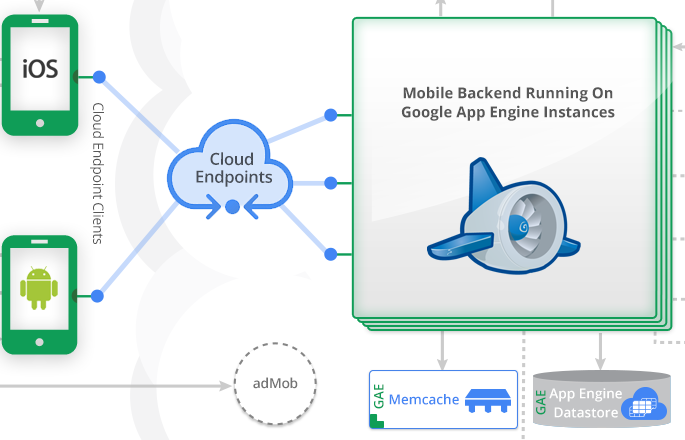 iOS
Cloud Endpoint Clients
Cloud
Endpoints
Mobile Backend Running On
Google App Engine Instances
adMob
GAE
Memcache
GAE
App Engine
Datastore